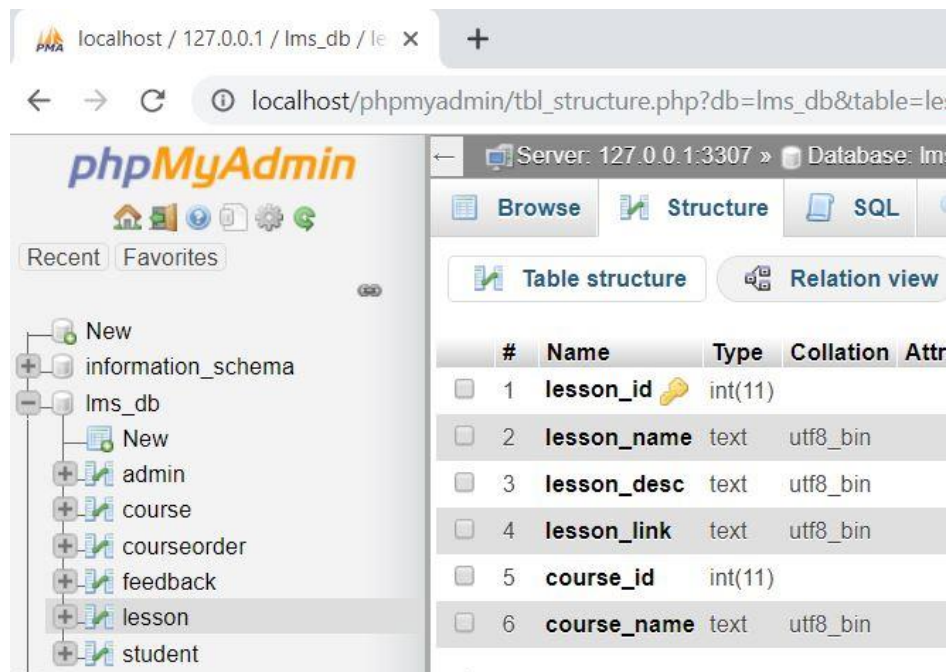 PMA localhost / 127.0.0.1 / lms_db / le
localhost/phpmyadmin/tbl_structure.php?db=lms_db&table=le
phpMyAdmin
Recent Favorites
New
information_schema
lms_db
New
admin
course
courseorder
feedback
lesson
student
Server: 127.0.0.1:3307 » Database: lm
Browse Structure SQL
Table structure Relation view
# Name Type Collation Attr
1 lesson_id int(11)
2 lesson_name text utf8_bin
3 lesson_desc text utf8_bin
4 lesson_link text utf8_bin
5 course_id int(11)
6 course_name text utf8_bin